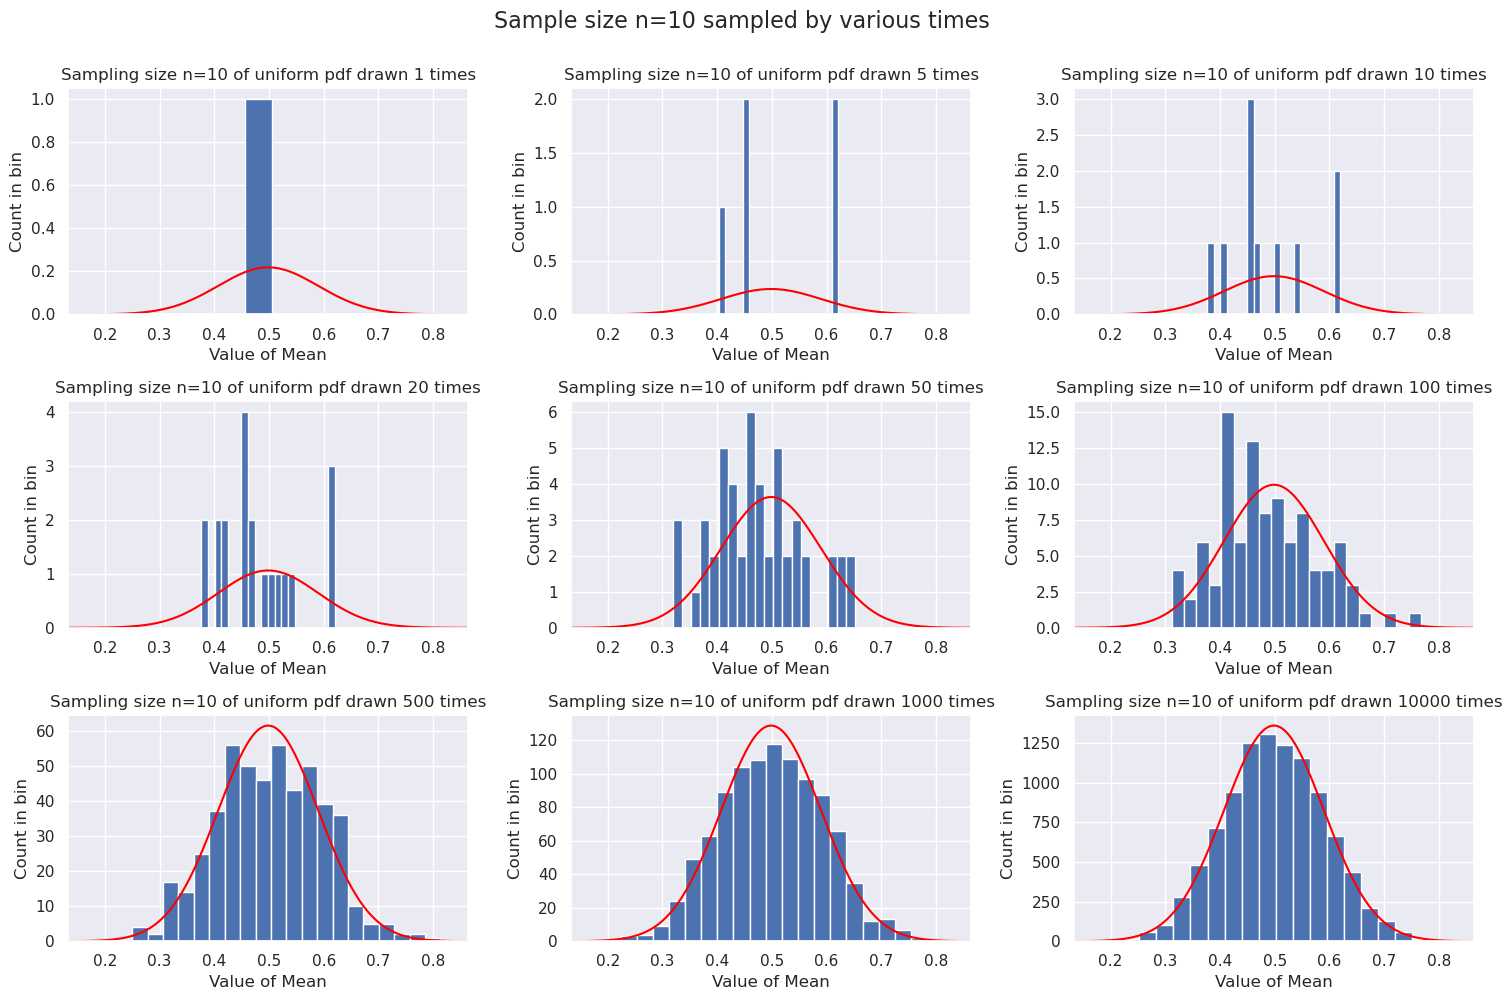 Sample size n=10 sampled by various times
Sampling size n=10 of uniform pdf drawn 1 times
Count in bin
1.0
0.8
0.6
0.4
0.2
0.0
0.2 0.3 0.4 0.5 0.6 0.7 0.8
Value of Mean
Sampling size n=10 of uniform pdf drawn 5 times
Count in bin
2.0
1.5
1.0
0.5
0.0
0.2 0.3 0.4 0.5 0.6 0.7 0.8
Value of Mean
Sampling size n=10 of uniform pdf drawn 10 times
Count in bin
3.0
2.5
2.0
1.5
1.0
0.5
0.0
0.2 0.3 0.4 0.5 0.6 0.7 0.8
Value of Mean
Sampling size n=10 of uniform pdf drawn 20 times
Count in bin
4
3
2
1
0
0.2 0.3 0.4 0.5 0.6 0.7 0.8
Value of Mean
Sampling size n=10 of uniform pdf drawn 50 times
Count in bin
6
5
4
3
2
1
0
0.2 0.3 0.4 0.5 0.6 0.7 0.8
Value of Mean
Sampling size n=10 of uniform pdf drawn 100 times
Count in bin
15.0
12.5
10.0
7.5
5.0
2.5
0.0
0.2 0.3 0.4 0.5 0.6 0.7 0.8
Value of Mean
Sampling size n=10 of uniform pdf drawn 500 times
Count in bin
60
50
40
30
20
10
0
0.2 0.3 0.4 0.5 0.6 0.7 0.8
Value of Mean
Sampling size n=10 of uniform pdf drawn 1000 times
Count in bin
120
100
80
60
40
20
0
0.2 0.3 0.4 0.5 0.6 0.7 0.8
Value of Mean
Sampling size n=10 of uniform pdf drawn 10000 times
Count in bin
1250
1000
750
500
250
0
0.2 0.3 0.4 0.5 0.6 0.7 0.8
Value of Mean